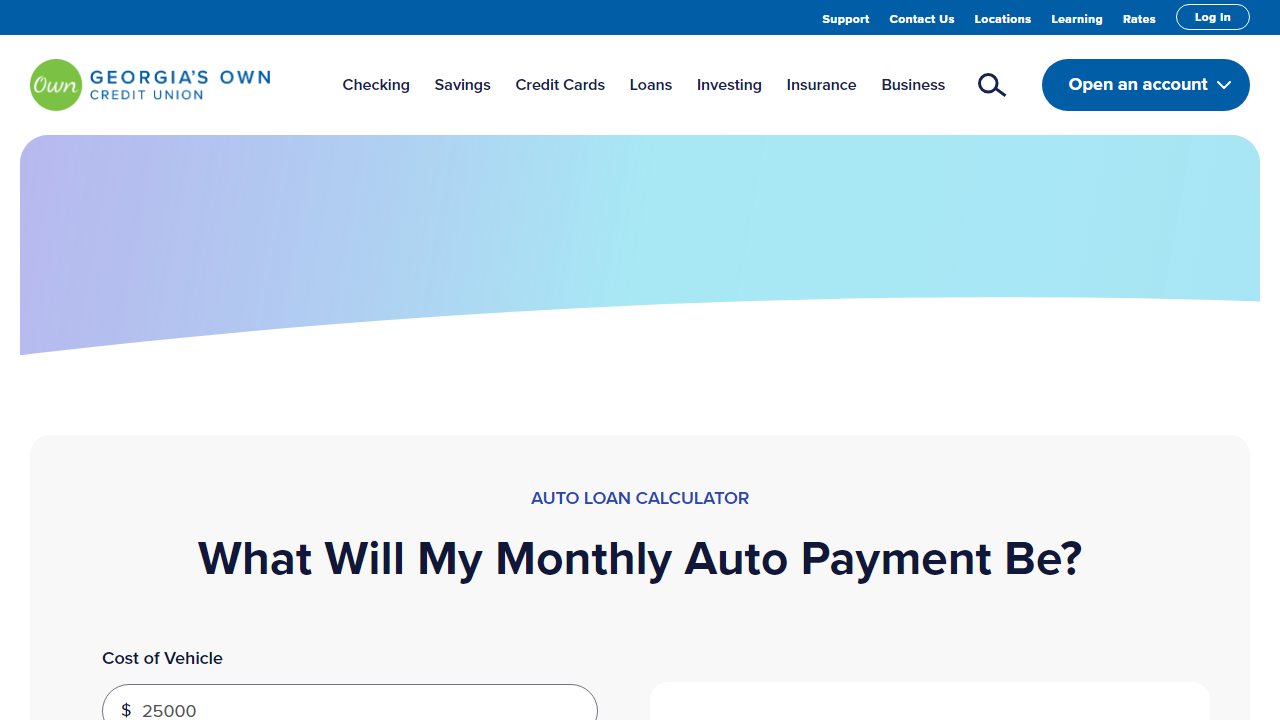 Support Contact Us Locations Learning Rates Log In
Own GEORGIA'S OWN
CREDIT UNION
Checking Savings Credit Cards Loans Investing Insurance Business Open an account
AUTO LOAN CALCULATOR
What Will My Monthly Auto Payment Be?
Cost of Vehicle
$ 25000